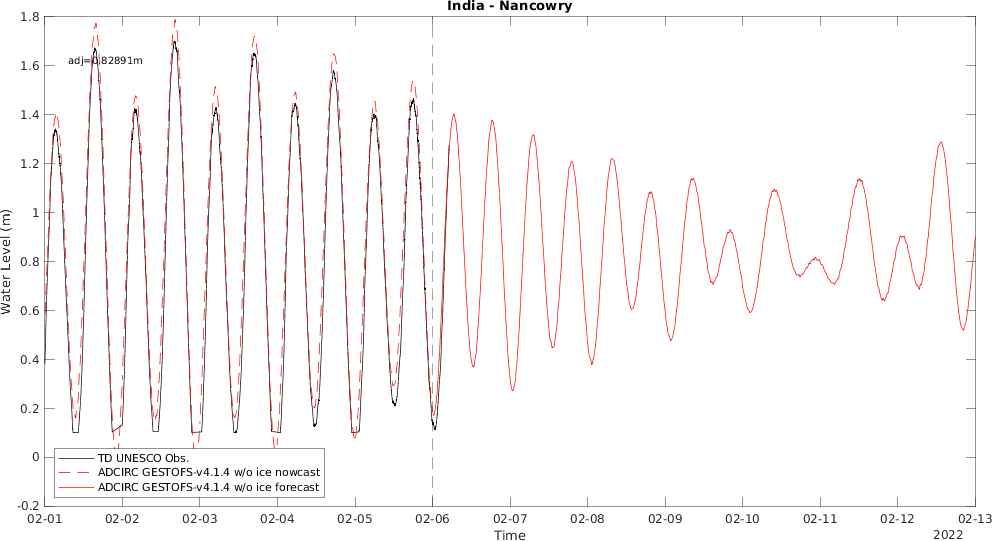 India - Nancowry
adj=0.82891m
1.8
1.6
1.4
1.2
1
0.8
0.6
0.4
0.2
0
-0.2
Water Level (m)
TD UNESCO Obs.
ADCIRC GESTOFS-v4.1.4 w/o ice nowcast
ADCIRC GESTOFS-v4.1.4 w/o ice forecast
02-01 02-02 02-03 02-04 02-05 02-06 02-07 02-08 02-09 02-10 02-11 02-12 02-13
Time
2022